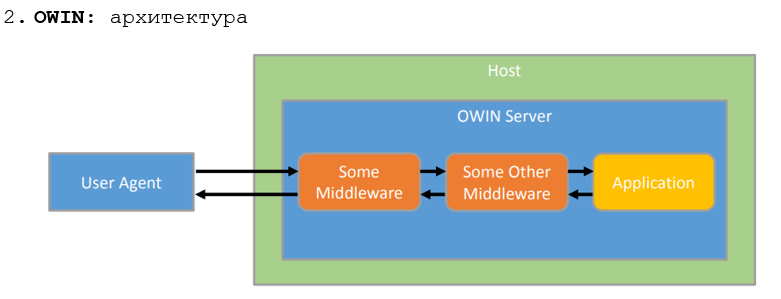 2. OWIN: архитектура
Host
OWIN Server
User Agent
Some
Middleware
Some Other
Middleware
Application